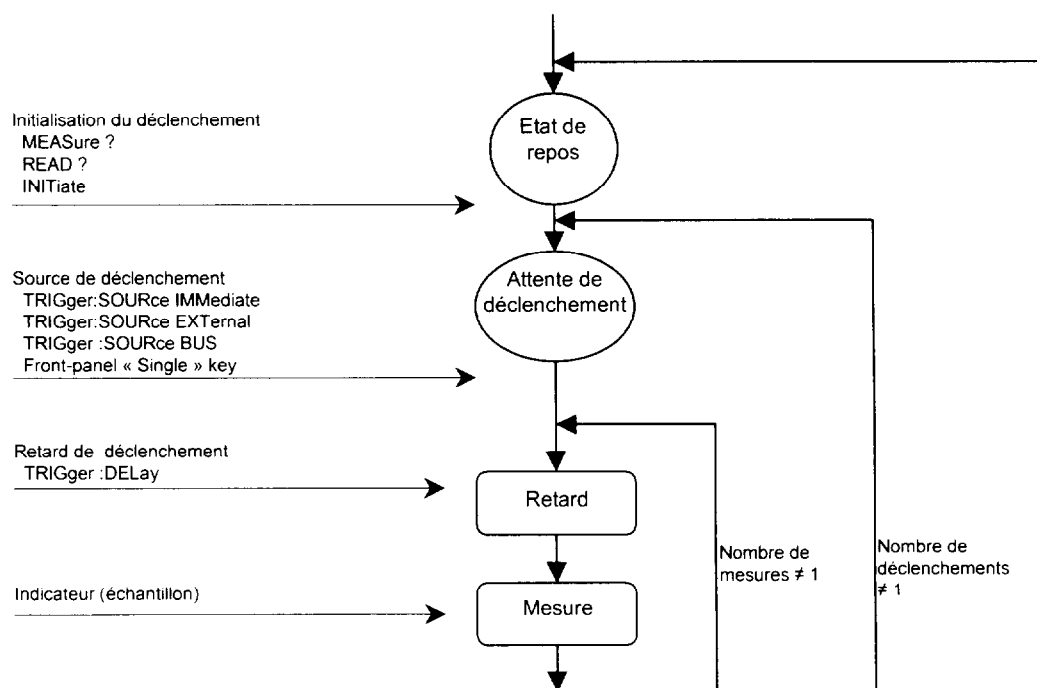 Etat de
repos
Initialisation du déclenchement
MEASure ?
READ ?
INITiate
Attente de
déclenchement
Source de déclenchement
TRIGger:SOURce IMMediate
TRIGger:SOURce EXTernal
TRIGger :SOURce BUS
Front-panel « Single » key
Retard de déclenchement
TRIGger :DELay
Retard
Nombre de
mesures ≠ 1
Nombre de
déclenchements
≠ 1
Indicateur (échantillon)
Mesure